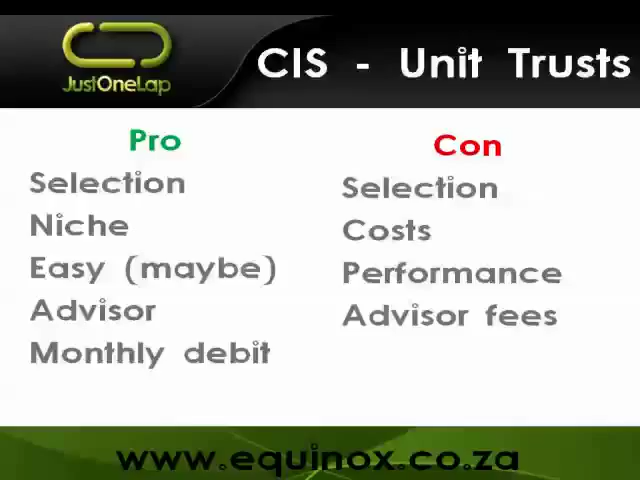 JustOneLap
CIS - Unit Trusts
Pro
Selection
Niche
Easy (maybe)
Advisor
Monthly debit
Con
Selection
Costs
Performance
Advisor fees
www.equinox.co.za